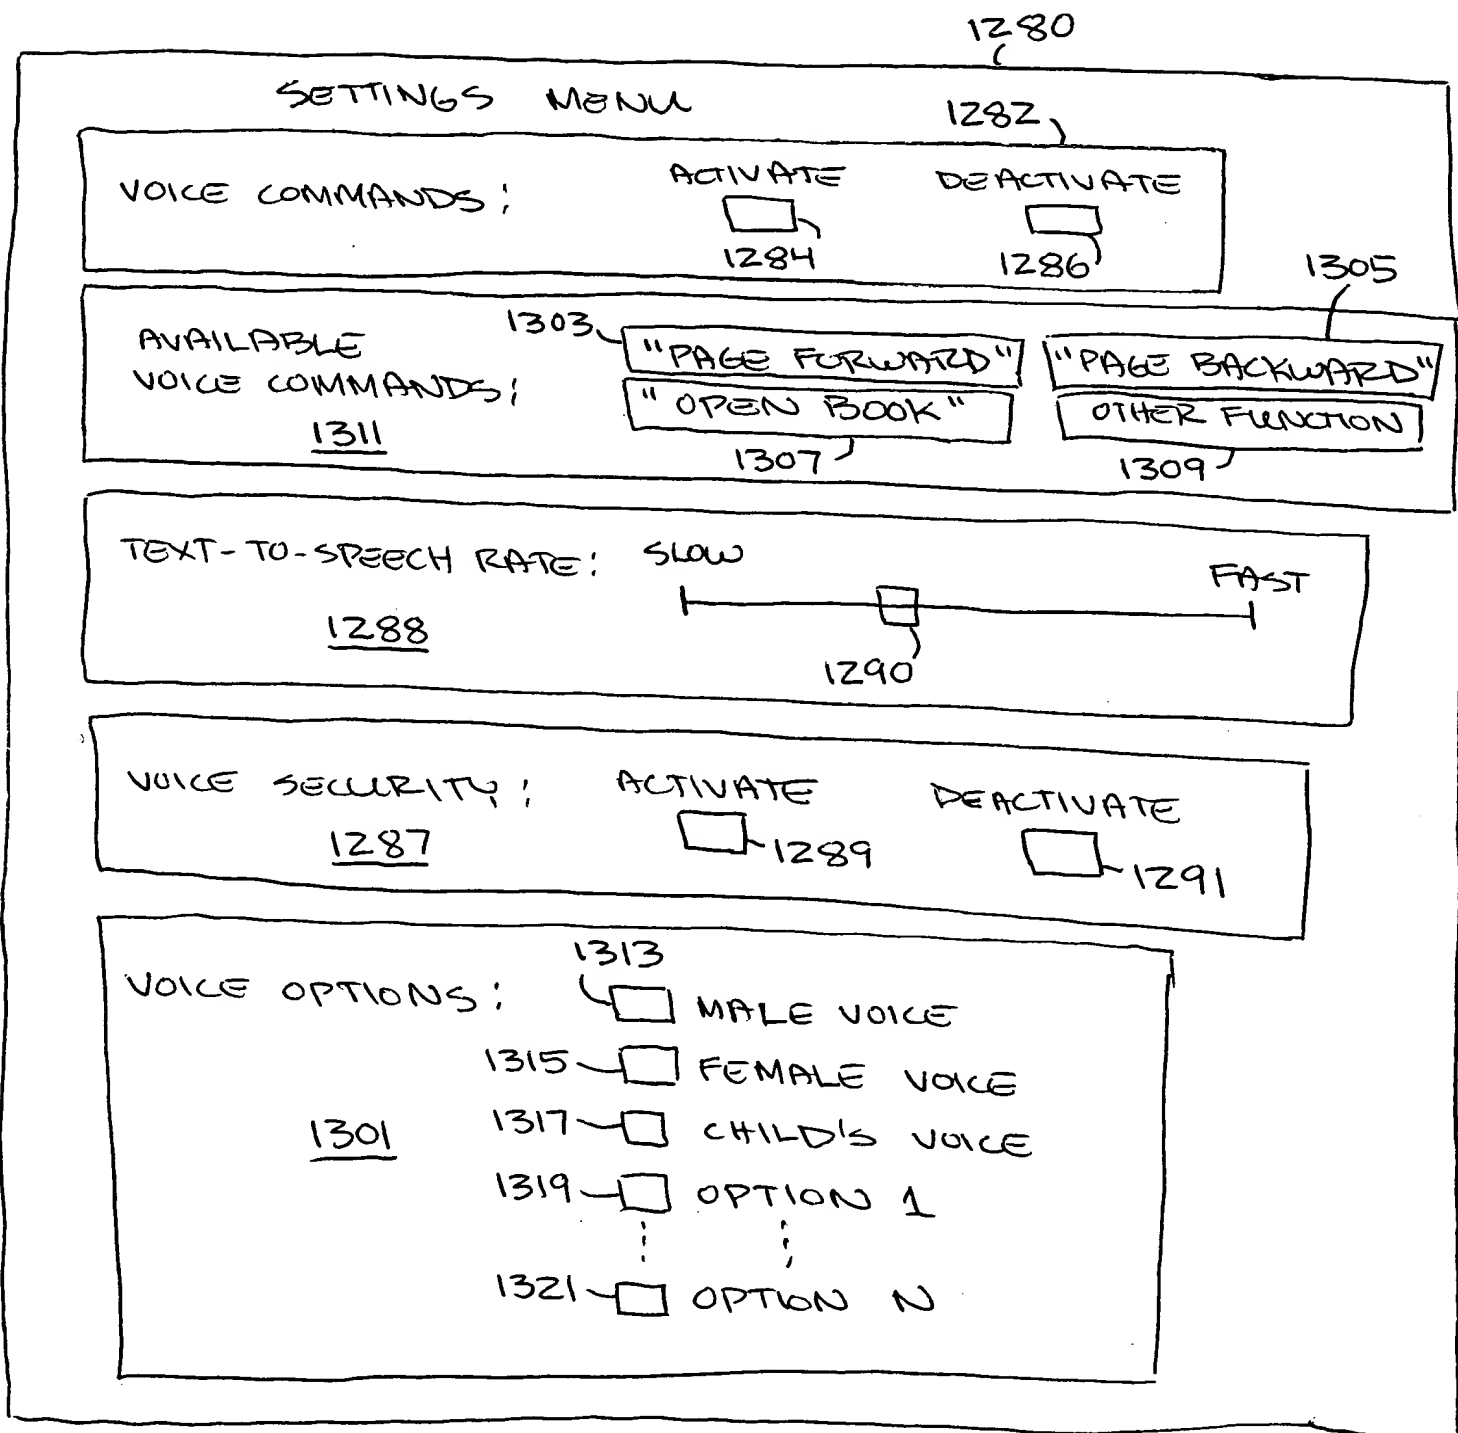 1280
SETTINGS MENU
1282
VOICE COMMANDS:
ACTIVATE
DEACTIVATE
1284
1286
1305
AVAILABLE
VOICE COMMANDS:
1311
1303
"PAGE FORWARD"
"PAGE BACKWARD"
"OPEN BOOK"
OTHER FUNCTION
1307
1309
TEXT-TO-SPEECH RATE:
SLOW
FAST
1288
1290
VOICE SECURITY:
ACTIVATE
DEACTIVATE
1287
1289
1291
1313
VOICE OPTIONS:
MALE VOICE
1315
FEMALE VOICE
1301
1317
CHILD'S VOICE
1319
OPTION 1
1321
OPTION N